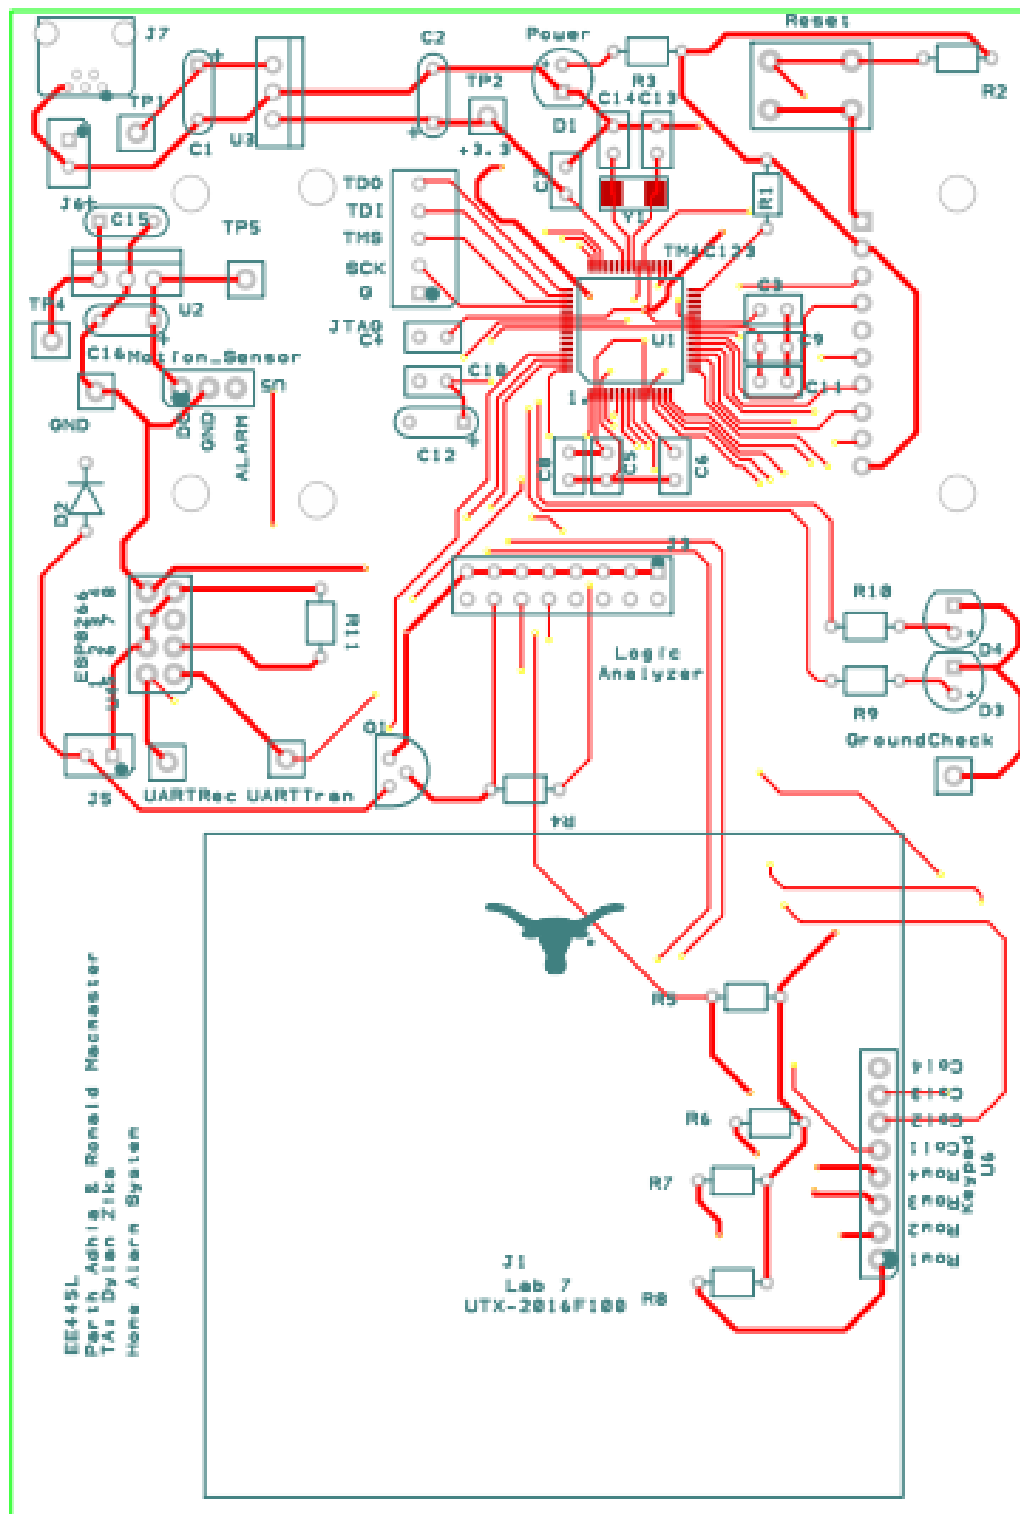 J7
C2
Power
Reset
R3
R2
TP1
TP2
C14
C13
C1
U3
D1
+3.3
TDO
TDI
TMS
SCK
R1
Y1
J6
C15
TP5
TP4
U2
JTAG
C4
U1
C3
C9
C16
Motion_Sensor
C10
C11
GND
GND
ALARM
C12
C8
C5
C6
D2
J3
ESP8266
R11
Logic
Analyzer
R10
D4
R9
D3
Q1
GroundCheck
J5
UARTRec
UARTTran
R4
R5
R6
R7
R8
Col4
Col3
Col2
Col1
Row4
Row3
Row2
Row1
Keypad
U6
J1
Lab 7
UTX-2016F100
EE445L
Parth Adhia & Ronald Macmaster
TA: Dylan Zika
Home Alarm System